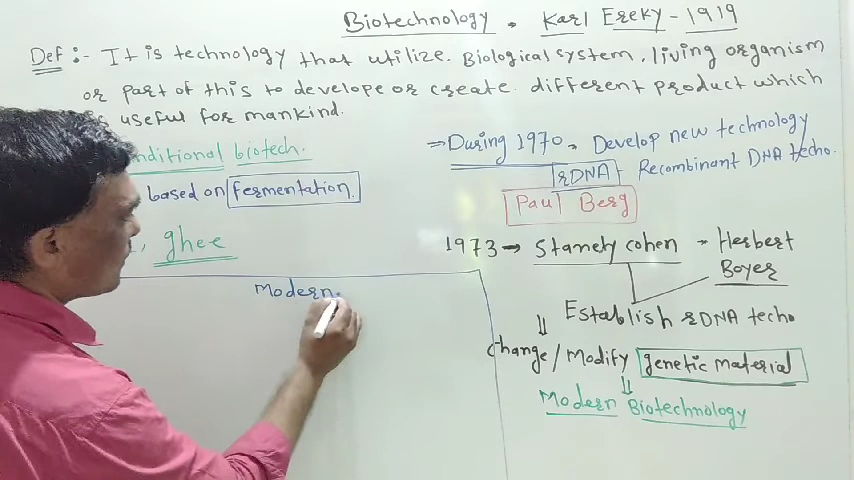 Biotechnology . Karl Ereky - 1919
Def :- It is technology that utilize Biological system, living organism
or part of this to develope or create different product which
is useful for mankind.
nditional biotech.
based on fermentation.
, ghee
⇒ During 1970, Develop new technology
rDNA - Recombinant DNA techo.
Paul Berg
1973 → Stanely cohen - Herbert
Boyer
Establish rDNA techo
⇓
change / Modify genetic material
⇓
Modern Biotechnology
Modern